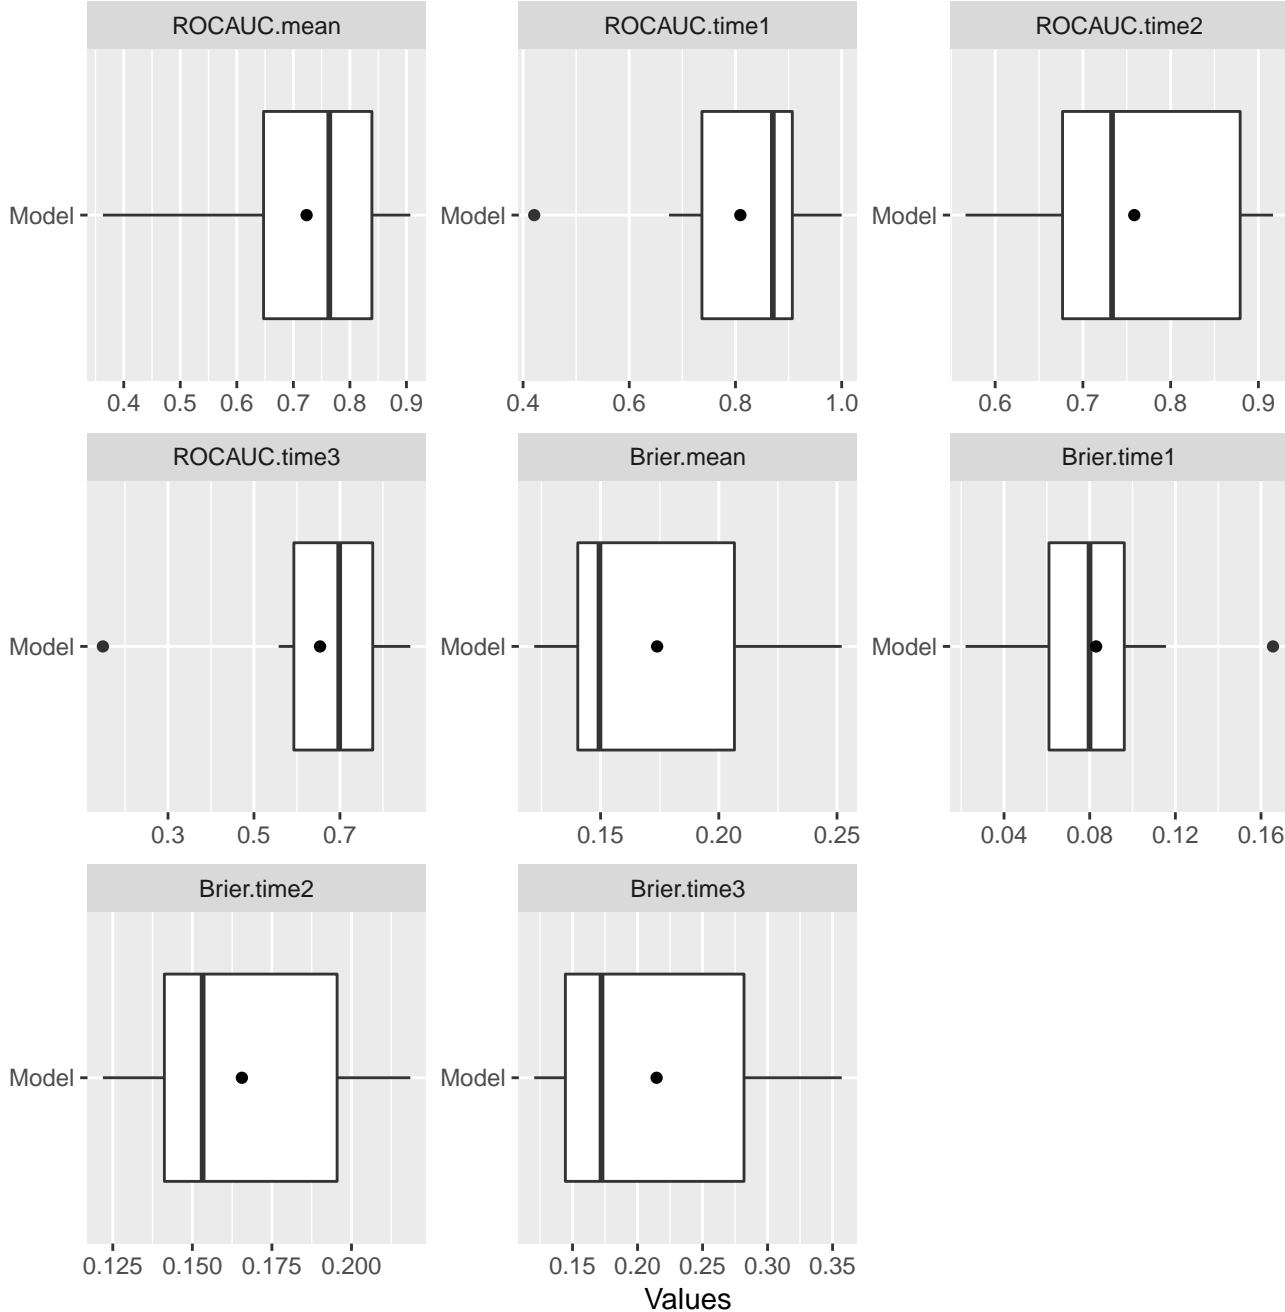 ROCAUC.mean
ROCAUC.time1
ROCAUC.time2
Model
Model
Model
0.4 0.5 0.6 0.7 0.8 0.9
0.4 0.6 0.8 1.0
0.6 0.7 0.8 0.9
ROCAUC.time3
Brier.mean
Brier.time1
Model
Model
Model
0.3 0.5 0.7
0.15 0.20 0.25
0.04 0.08 0.12 0.16
Brier.time2
Brier.time3
Model
Model
0.125 0.150 0.175 0.200
0.15 0.20 0.25 0.30 0.35
Values